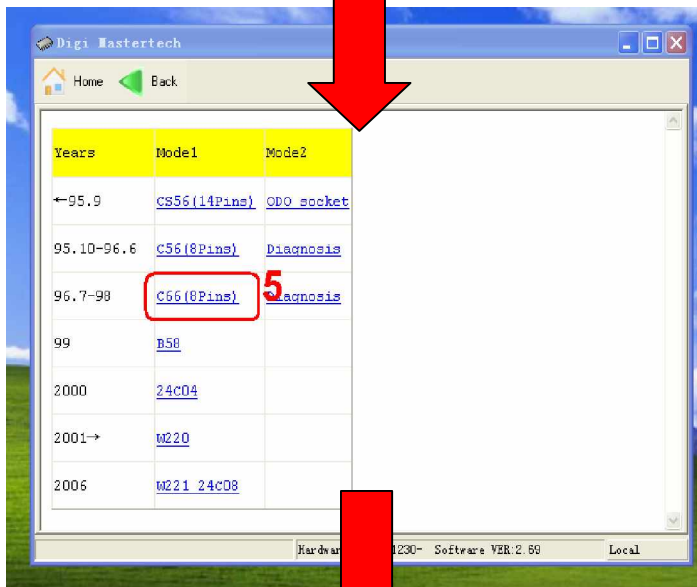 Digi Mastertech
Home Back
Years Mode1 Mode2
←95.9 CS56(14Pins) ODO socket
95.10-96.6 C56(8Pins) Diagnosis
96.7-98 C66(8Pins) 5 Diagnosis
99 B58
2000 24C04
2001→ W220
2006 W221 24C08
1230- Software VER:2.69 Local